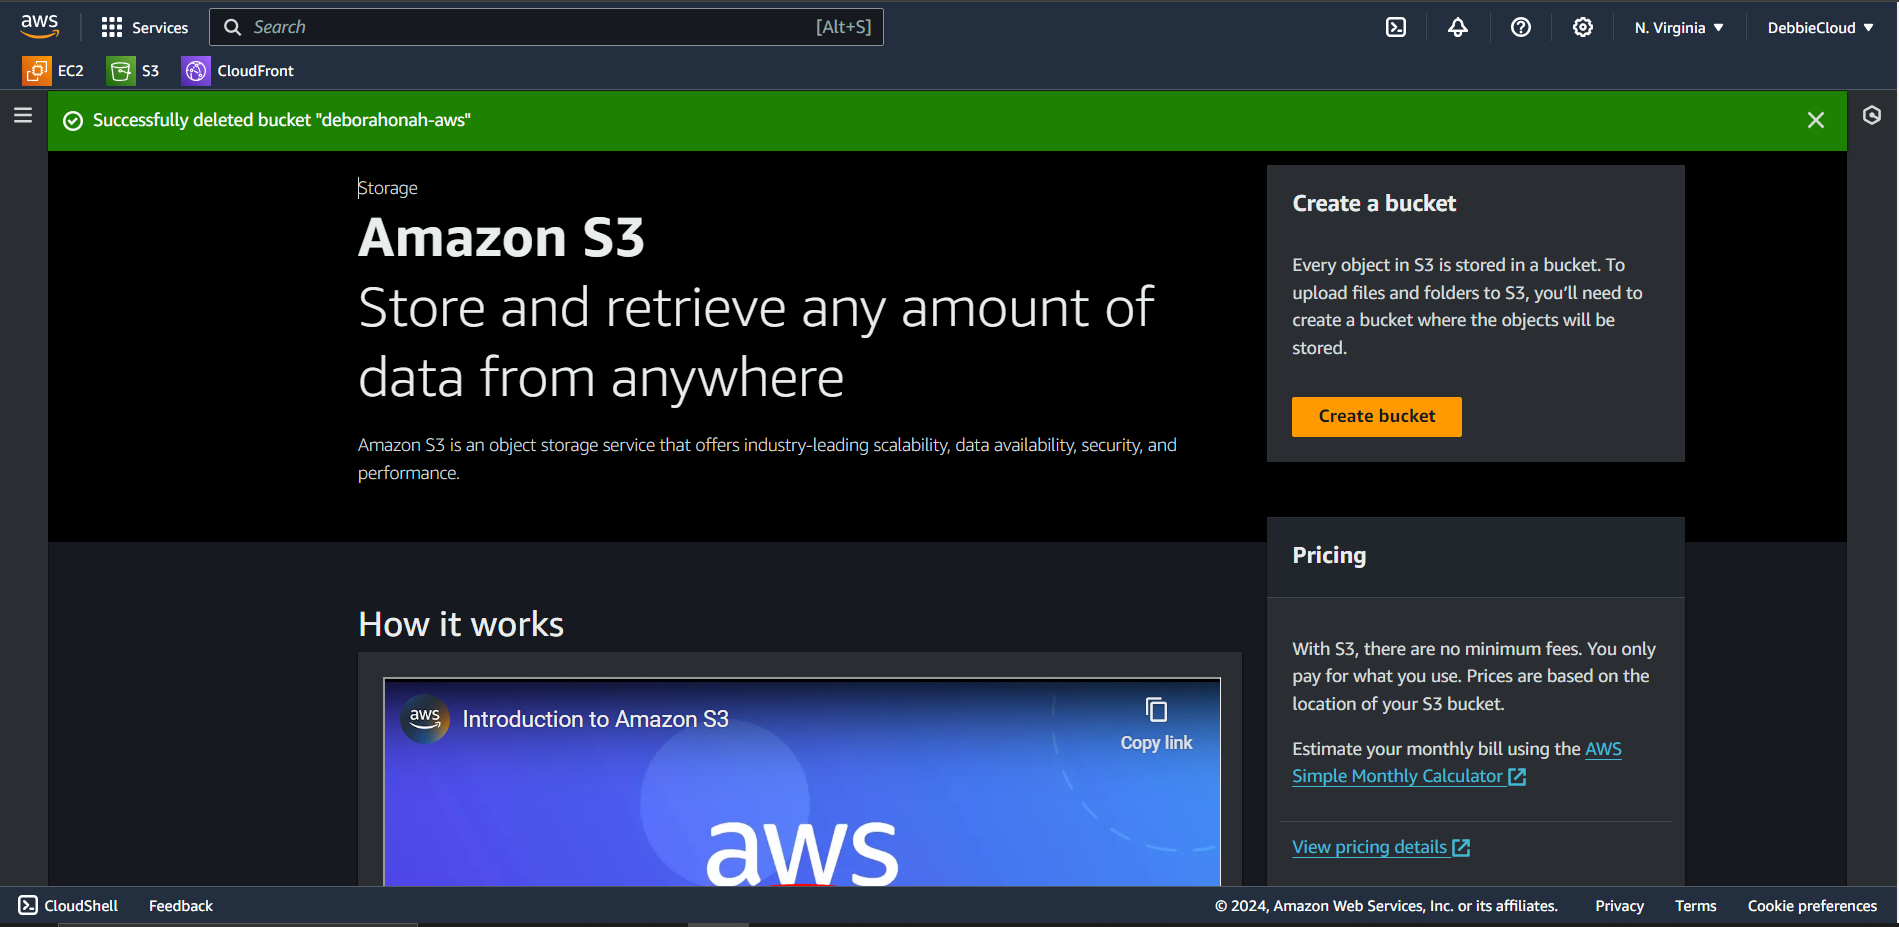 aws
Services
Search
[Alt+S]
N. Virginia
DebbieCloud
EC2
S3
CloudFront
Successfully deleted bucket "deborahonah-aws"
Storage
Amazon S3
Store and retrieve any amount of
data from anywhere
Amazon S3 is an object storage service that offers industry-leading scalability, data availability, security, and
performance.
Create a bucket
Every object in S3 is stored in a bucket. To
upload files and folders to S3, you'll need to
create a bucket where the objects will be
stored.
Create bucket
Pricing
With S3, there are no minimum fees. You only
pay for what you use. Prices are based on the
location of your S3 bucket.
Estimate your monthly bill using the AWS
Simple Monthly Calculator
View pricing details
How it works
aws
Introduction to Amazon S3
Copy link
aws
CloudShell
Feedback
© 2024, Amazon Web Services, Inc. or its affiliates.
Privacy
Terms
Cookie preferences